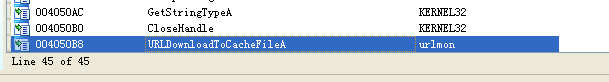 004050AC GetStringTypeA KERNEL32
004050B0 CloseHandle KERNEL32
004050B8 URLDownloadToCacheFileA urlmon
Line 45 of 45